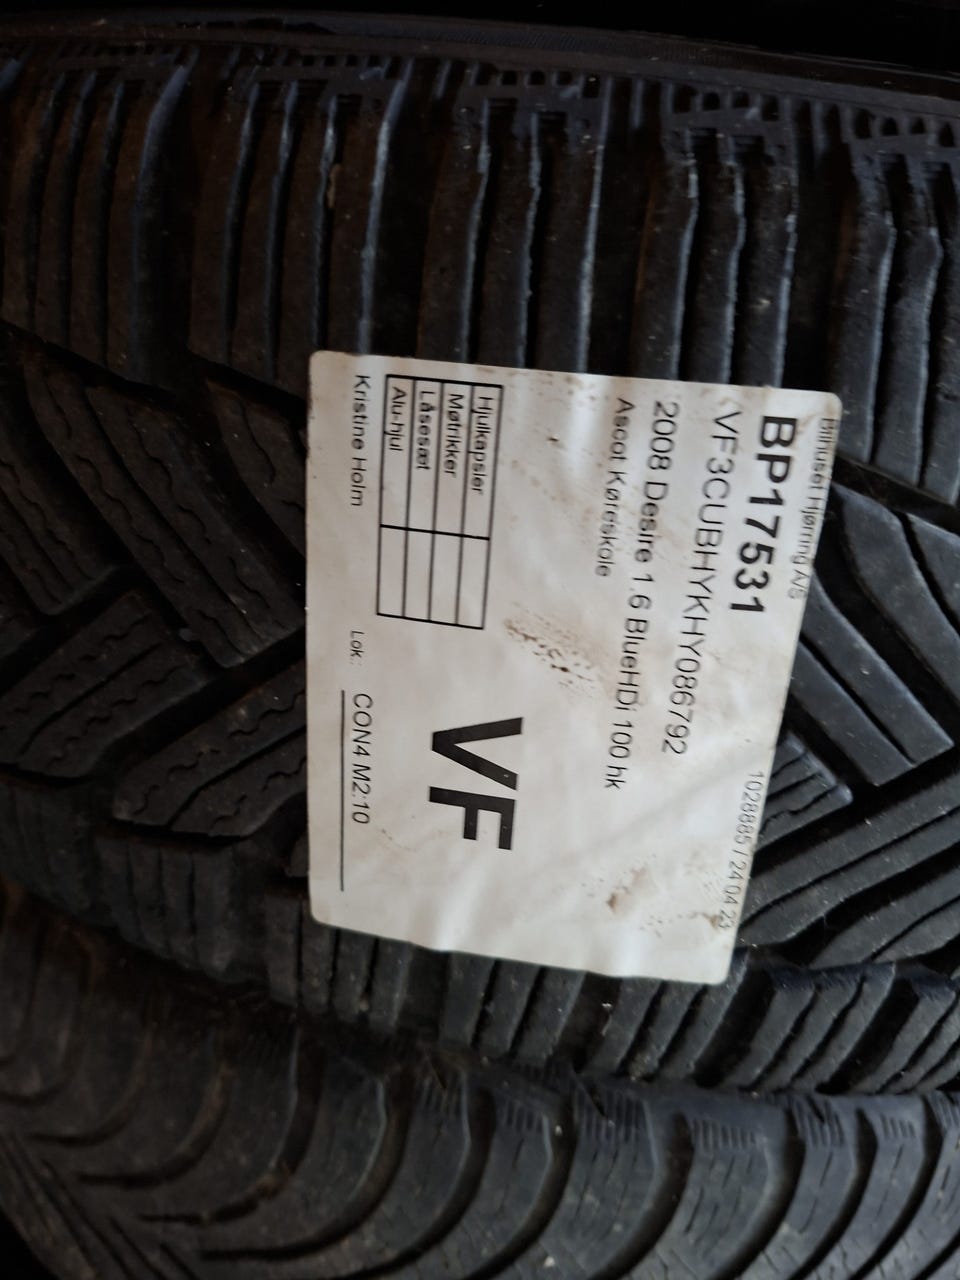 Bilhuset Hjørring A/S 1028885 / 24 04 23
BP17531
VF3CUBHYKHY086792
2008 Desire 1.6 BlueHDi 100 hk
Ascot Køreskole
Hjulkapsler
Møtrikker
Låsesæt
Alu-hjul
VF
Kristine Holm Lok.: CON4 M2:10